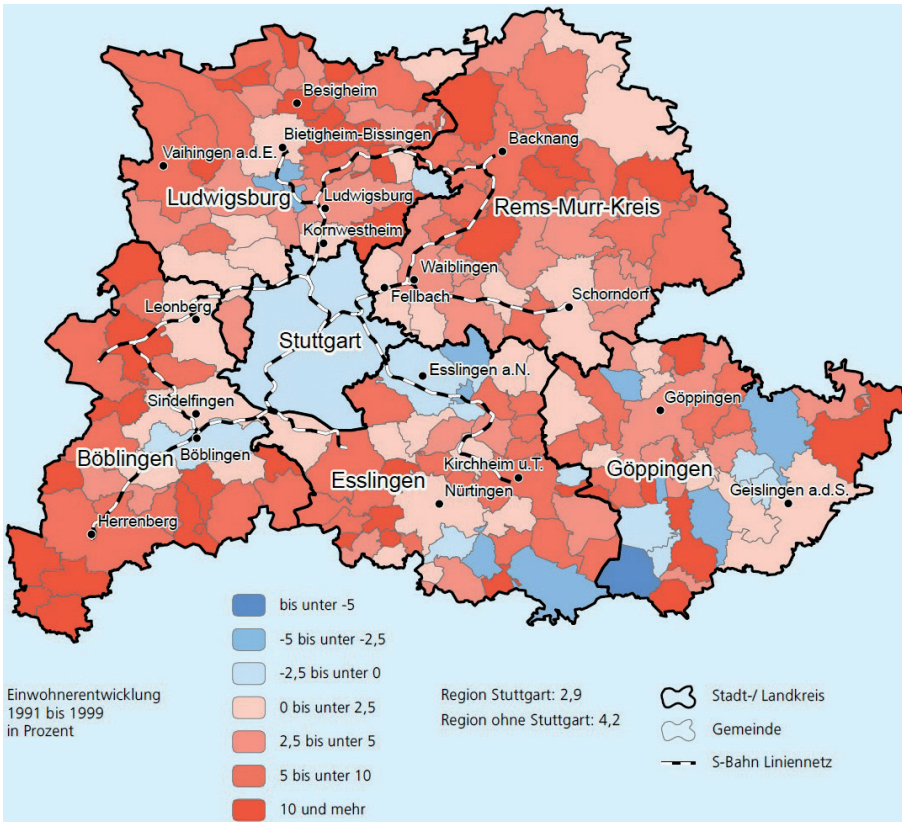 Besigheim
Bietigheim-Bissingen
Backnang
Vaihingen a.d.E.
Ludwigsburg
Ludwigsburg
Rems-Murr-Kreis
Kornwestheim
Waiblingen
Fellbach
Schorndorf
Leonberg
Stuttgart
Esslingen a.N.
Sindelfingen
Göppingen
Böblingen
Böblingen
Kirchheim u.T.
Göppingen
Esslingen
Nürtingen
Geislingen a.d.S.
Herrenberg
bis unter -5
-5 bis unter -2,5
-2,5 bis unter 0
0 bis unter 2,5
2,5 bis unter 5
5 bis unter 10
10 und mehr
Einwohnerentwicklung
1991 bis 1999
in Prozent
Region Stuttgart: 2,9
Region ohne Stuttgart: 4,2
Stadt-/ Landkreis
Gemeinde
S-Bahn Liniennetz